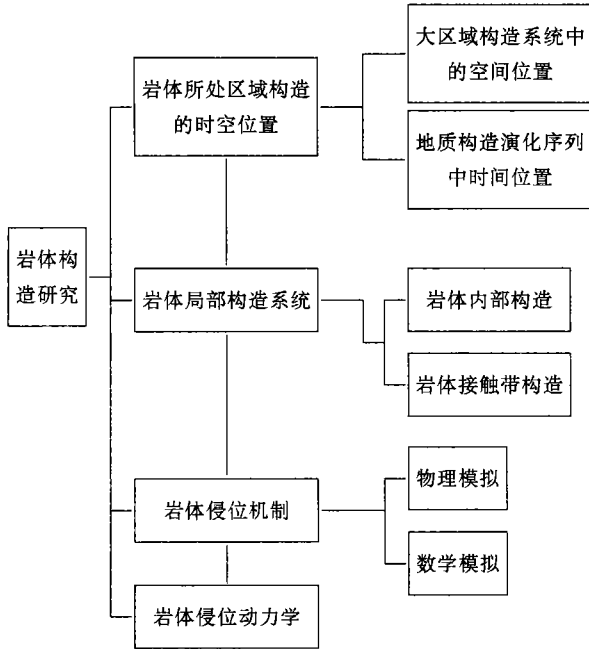 岩体构
造研究
岩体所处区域构造
的时空位置
大区域构造系统中
的空间位置
地质构造演化序列
中时间位置
岩体局部构造系统
岩体内部构造
岩体接触带构造
岩体侵位机制
物理模拟
数学模拟
岩体侵位动力学